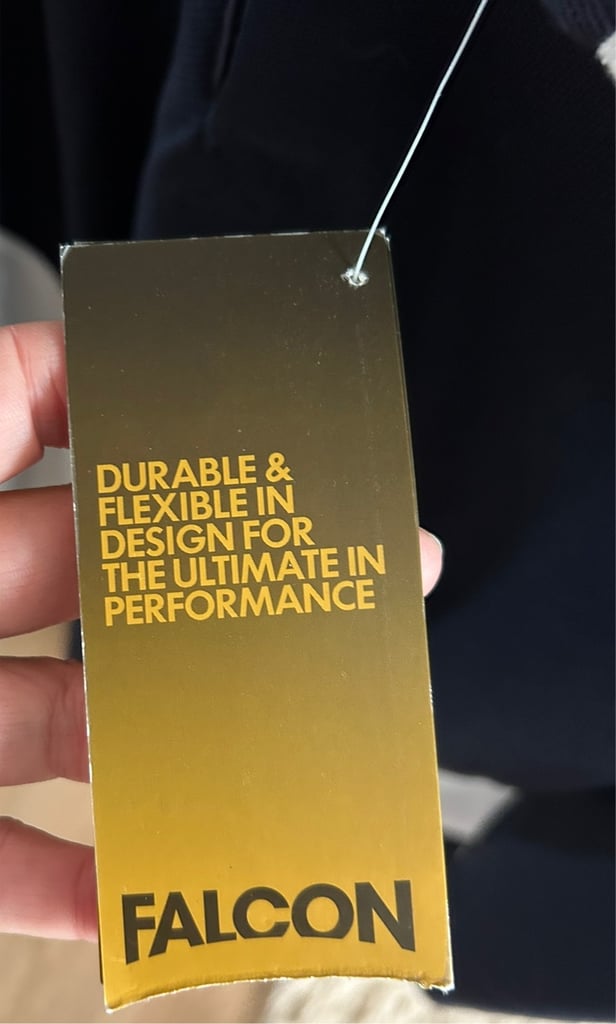 DURABLE &
FLEXIBLE IN
DESIGN FOR
THE ULTIMATE IN
PERFORMANCE
FALCON